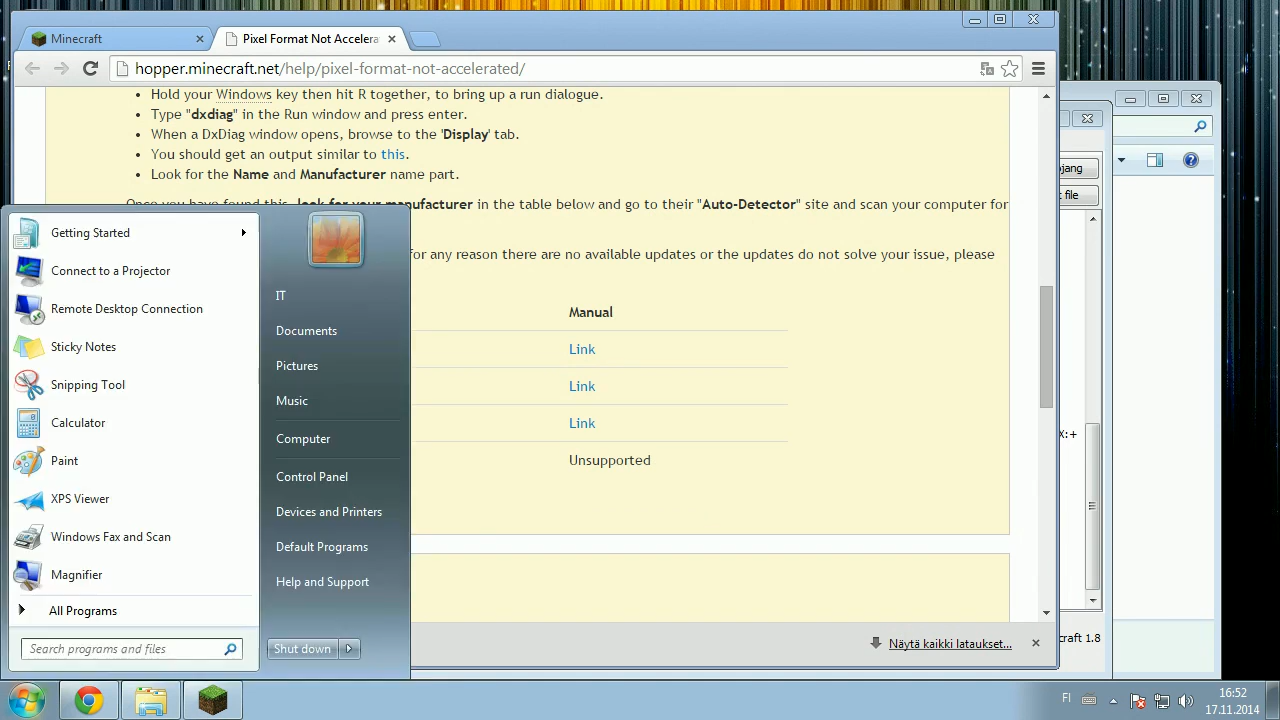 Minecraft
Pixel Format Not Accelera
hopper.minecraft.net/help/pixel-format-not-accelerated/
Hold your Windows key then hit R together, to bring up a run dialogue.
Type "dxdiag" in the Run window and press enter.
When a DxDiag window opens, browse to the 'Display' tab.
You should get an output similar to this.
Look for the Name and Manufacturer name part.
look for your manufacturer in the table below and go to their "Auto-Detector" site and scan your computer for
for any reason there are no available updates or the updates do not solve your issue, please
Manual
Link
Link
Link
Unsupported
Näytä kaikki lataukset...
Getting Started
Connect to a Projector
Remote Desktop Connection
Sticky Notes
Snipping Tool
Calculator
Paint
XPS Viewer
Windows Fax and Scan
Magnifier
All Programs
Search programs and files
IT
Documents
Pictures
Music
Computer
Control Panel
Devices and Printers
Default Programs
Help and Support
Shut down
ojang
t file
X:+
craft 1.8
FI
16:52
17.11.2014